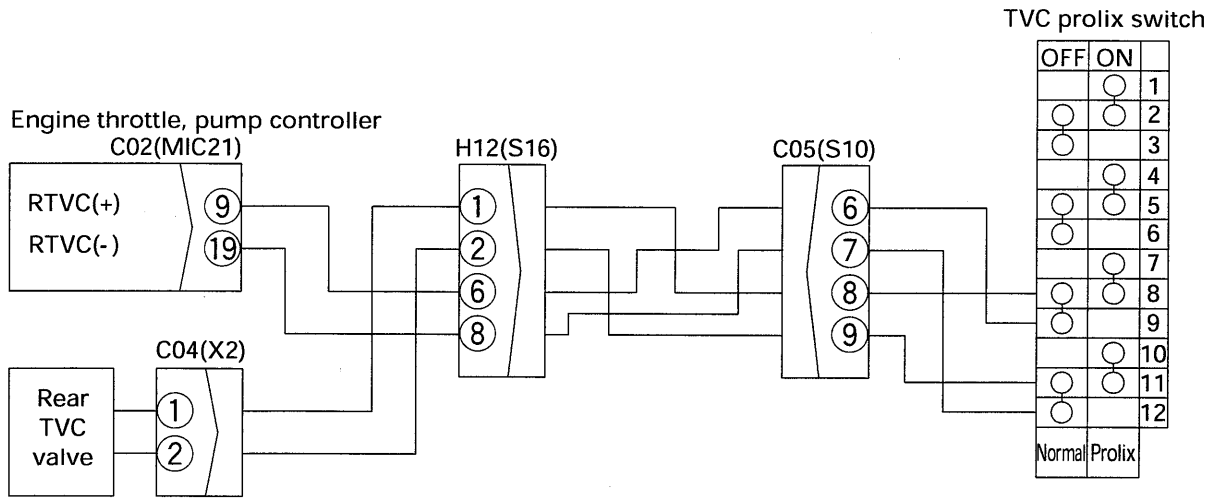 TVC prolix switch
OFF ON
1
2
3
4
5
6
7
8
9
10
11
12
Normal Prolix
Engine throttle, pump controller
C02(MIC21)
RTVC(+) 9
RTVC(-) 19
H12(S16)
1
2
6
8
C05(S10)
6
7
8
9
C04(X2)
Rear
TVC
valve
1
2